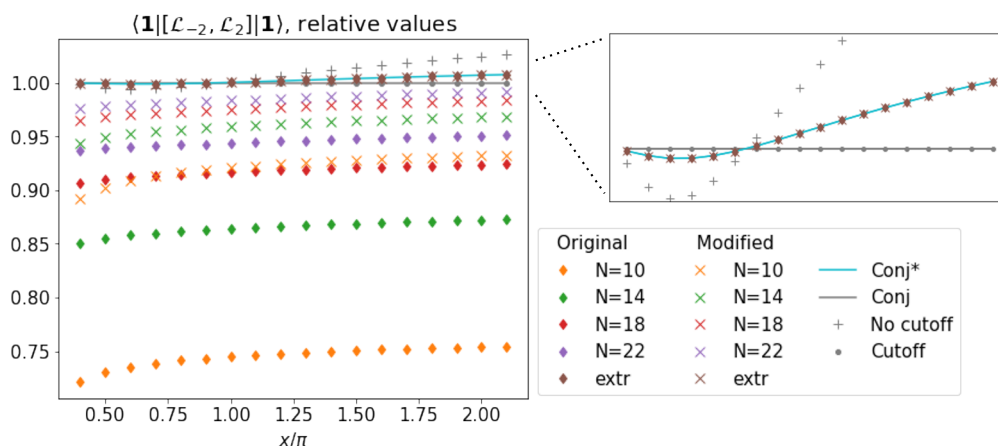 ⟨𝟏|[ℒ₋₂, ℒ₂]|𝟏⟩, relative values
1.00
0.95
0.90
0.85
0.80
0.75
0.50 0.75 1.00 1.25 1.50 1.75 2.00
x/π
Original Modified
N=10 N=10 Conj*
N=14 N=14 Conj
N=18 N=18 No cutoff
N=22 N=22 Cutoff
extr extr